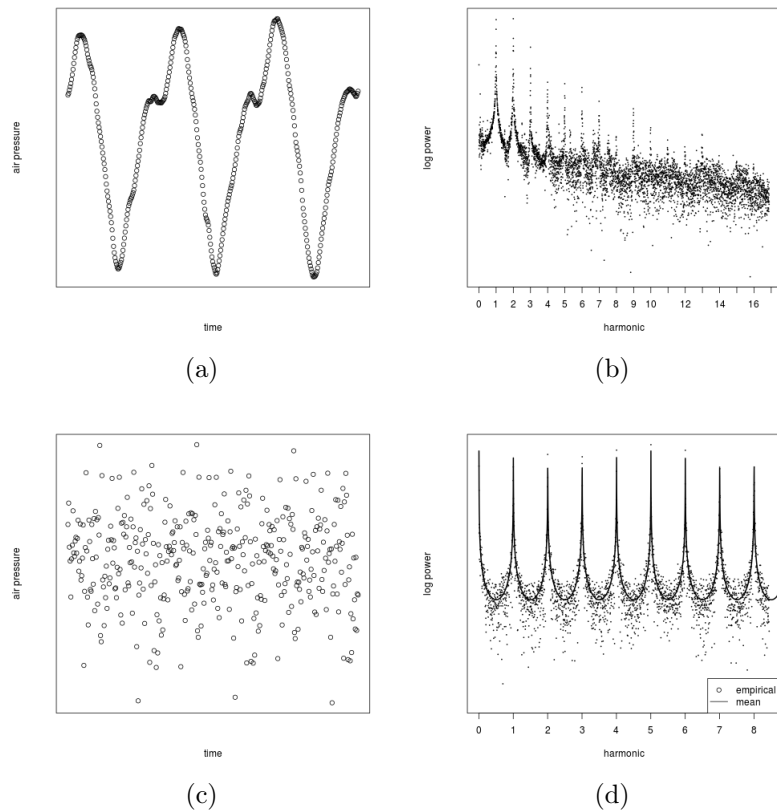 air pressure
time
(a)
log power
0 1 2 3 4 5 6 7 8 9 10 12 14 16
harmonic
(b)
air pressure
time
(c)
log power
empirical
mean
0 1 2 3 4 5 6 7 8
harmonic
(d)